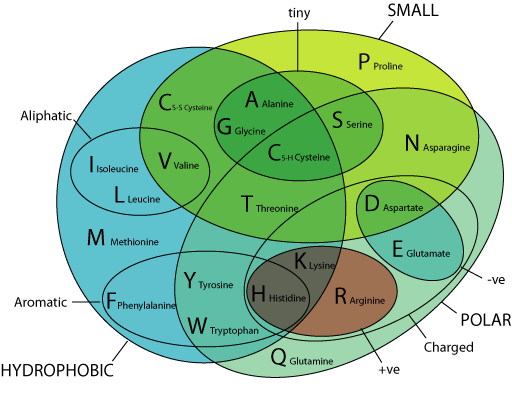 tiny
SMALL
P Proline
C S-S Cysteine
A Alanine
S Serine
Aliphatic
G Glycine
N Asparagine
C S-H Cysteine
I Isoleucine
V Valine
L Leucine
T Threonine
D Aspartate
M Methionine
E Glutamate
K Lysine
-ve
Y Tyrosine
Aromatic
F Phenylalanine
H Histidine
R Arginine
POLAR
W Tryptophan
Charged
Q Glutamine
HYDROPHOBIC
+ve